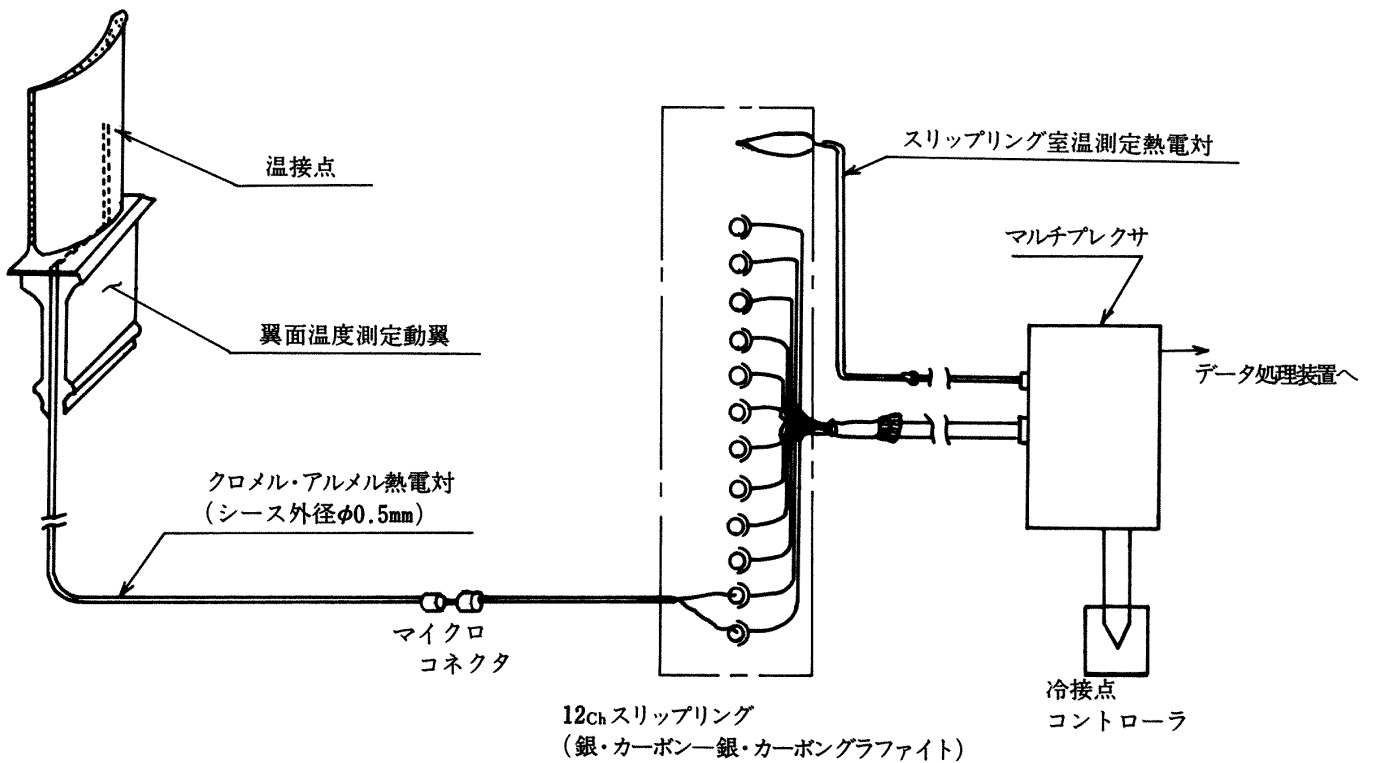 スリップリング室温測定熱電対
温接点
マルチプレクサ
翼面温度測定動翼
データ処理装置へ
クロメル・アルメル熱電対
(シース外径φ0.5mm)
マイクロ
コネクタ
冷接点
コントローラ
12Chスリップリング
(銀・カーボン—銀・カーボングラファイト)